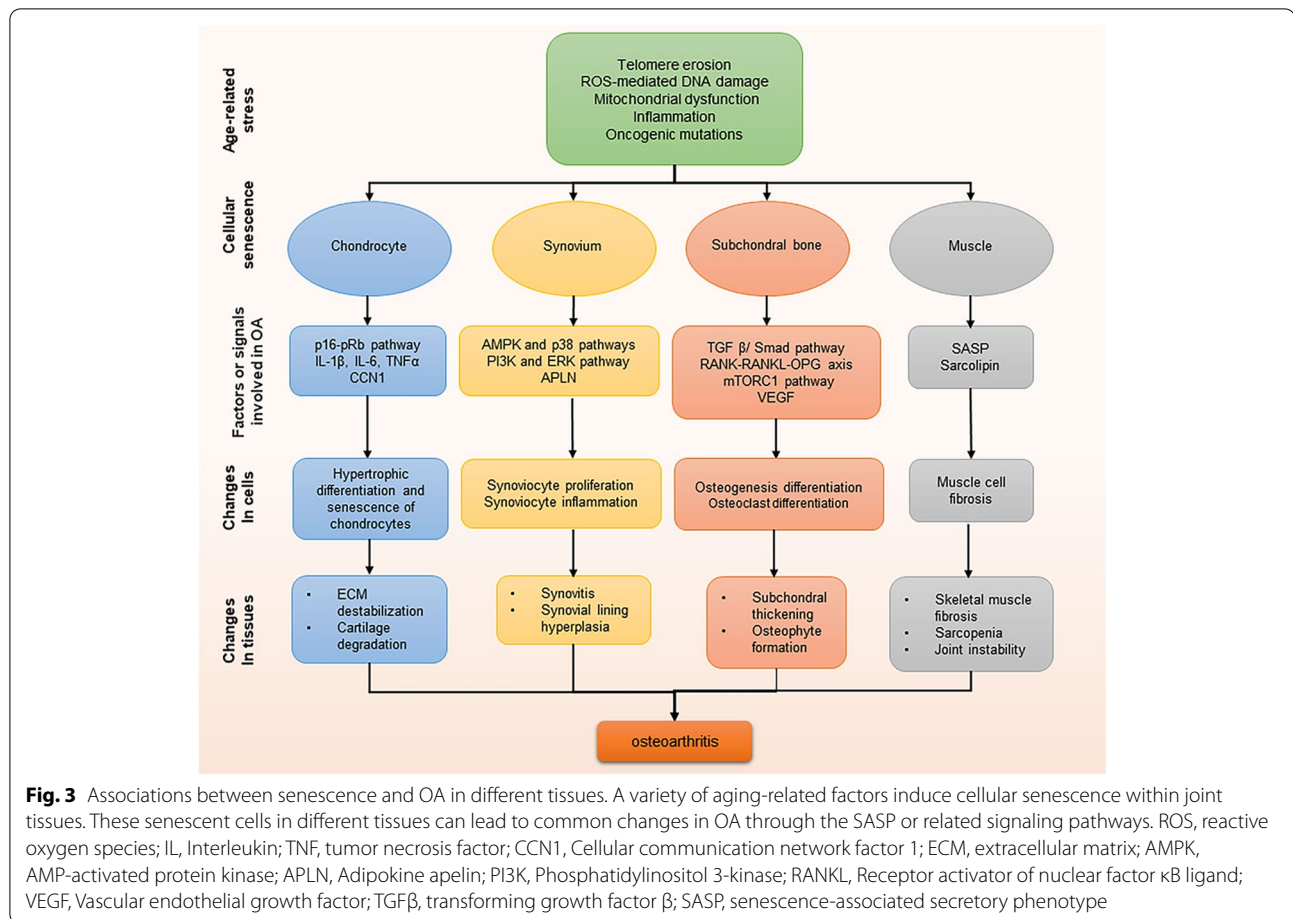 Age-related
stress
Telomere erosion
ROS-mediated DNA damage
Mitochondrial dysfunction
Inflammation
Oncogenic mutations
Cellular
senescence
Chondrocyte
Synovium
Subchondral bone
Muscle
Factors or signals
involved in OA
p16-pRb pathway
IL-1β, IL-6, TNFα
CCN1
AMPK and p38 pathways
PI3K and ERK pathway
APLN
TGF β/ Smad pathway
RANK-RANKL-OPG axis
mTORC1 pathway
VEGF
SASP
Sarcolipin
Changes
In cells
Hypertrophic
differentiation and
senescence of
chondrocytes
Synoviocyte proliferation
Synoviocyte inflammation
Osteogenesis differentiation
Osteoclast differentiation
Muscle cell
fibrosis
Changes
In tissues
• ECM
destabilization
• Cartilage
degradation
• Synovitis
• Synovial lining
hyperplasia
• Subchondral
thickening
• Osteophyte
formation
• Skeletal muscle
fibrosis
• Sarcopenia
• Joint instability
osteoarthritis
Fig. 3 Associations between senescence and OA in different tissues. A variety of aging-related factors induce cellular senescence within joint
tissues. These senescent cells in different tissues can lead to common changes in OA through the SASP or related signaling pathways. ROS, reactive
oxygen species; IL, Interleukin; TNF, tumor necrosis factor; CCN1, Cellular communication network factor 1; ECM, extracellular matrix; AMPK,
AMP-activated protein kinase; APLN, Adipokine apelin; PI3K, Phosphatidylinositol 3-kinase; RANKL, Receptor activator of nuclear factor κB ligand;
VEGF, Vascular endothelial growth factor; TGFβ, transforming growth factor β; SASP, senescence-associated secretory phenotype